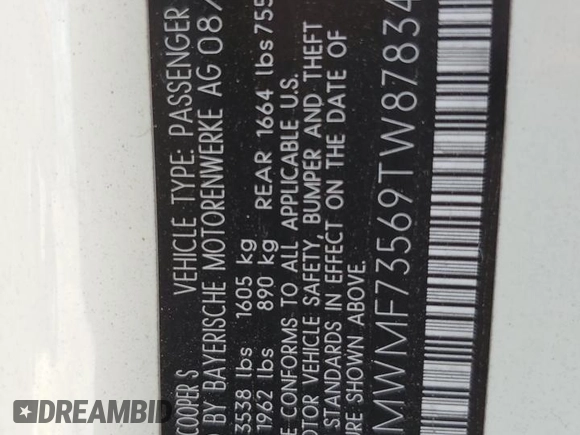 COOPER S VEHICLE TYPE: PASSENGER
BY BAYERISCHE MOTORENWERKE AG 08/
3538 lbs 1605 kg
1962 lbs 890 kg REAR 1664 lbs 755
CONFORMS TO ALL APPLICABLE U.S.
VEHICLE SAFETY, BUMPER AND THEFT
STANDARDS IN EFFECT ON THE DATE OF
SHOWN ABOVE.
MWMF73569TW8783
DEALERS AUCTION